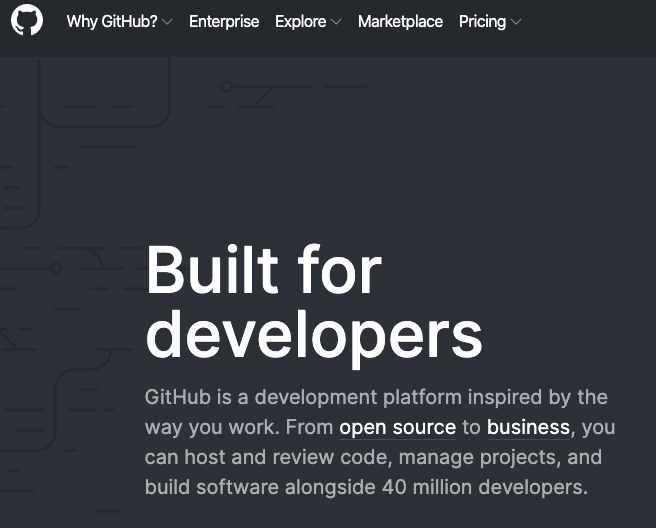 Why GitHub? Enterprise Explore Marketplace Pricing
Built for
developers
GitHub is a development platform inspired by the
way you work. From open source to business, you
can host and review code, manage projects, and
build software alongside 40 million developers.